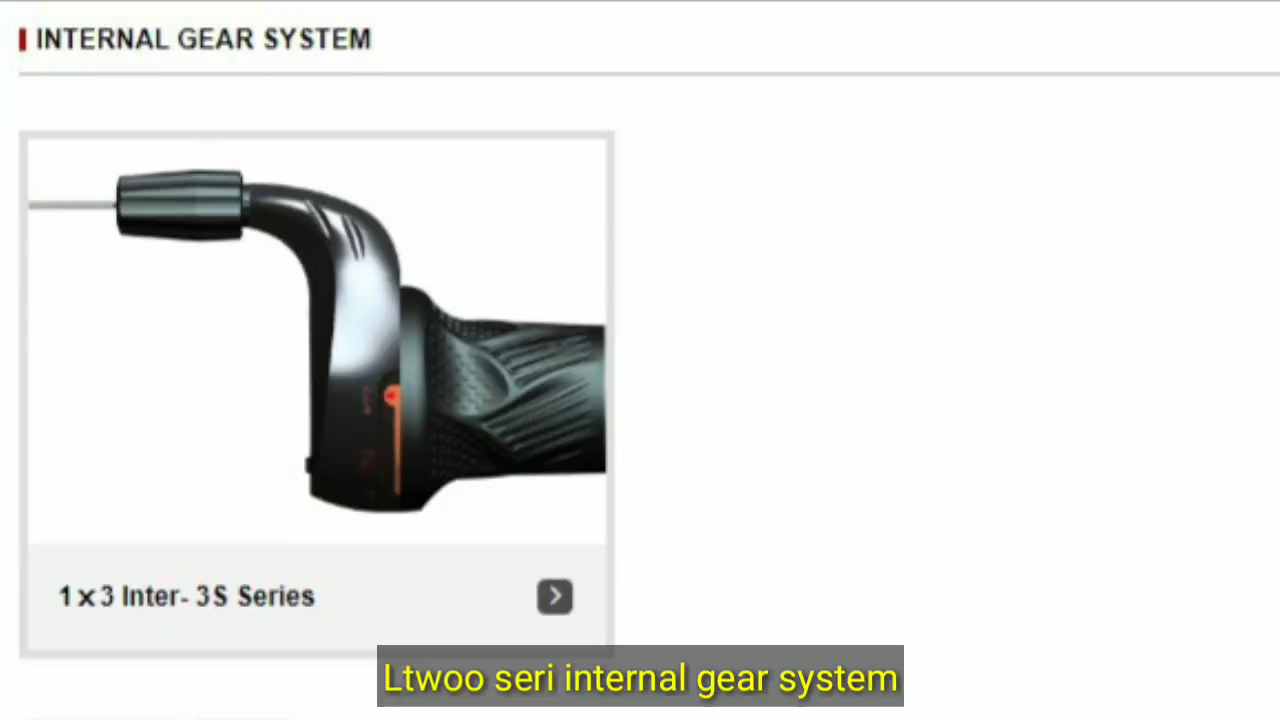 INTERNAL GEAR SYSTEM
1 x 3 Inter- 3S Series
Ltwoo seri internal gear system